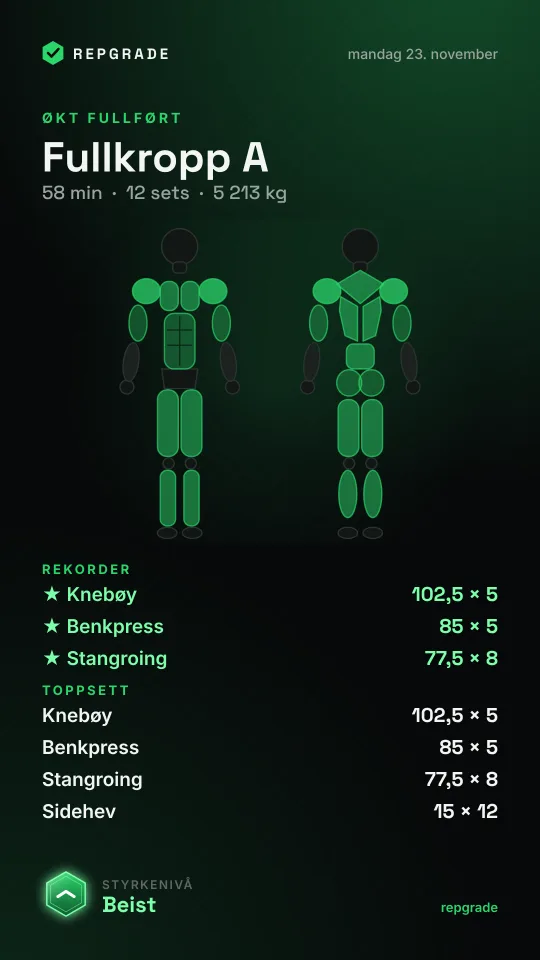 REPGRADE
mandag 23. november
ØKT FULLFØRT
Fullkropp A
58 min · 12 sets · 5 213 kg
REKORDER
★ Knebøy 102,5 × 5
★ Benkpress 85 × 5
★ Stangroing 77,5 × 8
TOPPSETT
Knebøy 102,5 × 5
Benkpress 85 × 5
Stangroing 77,5 × 8
Sidehev 15 × 12
STYRKENIVÅ
Beist
repgrade